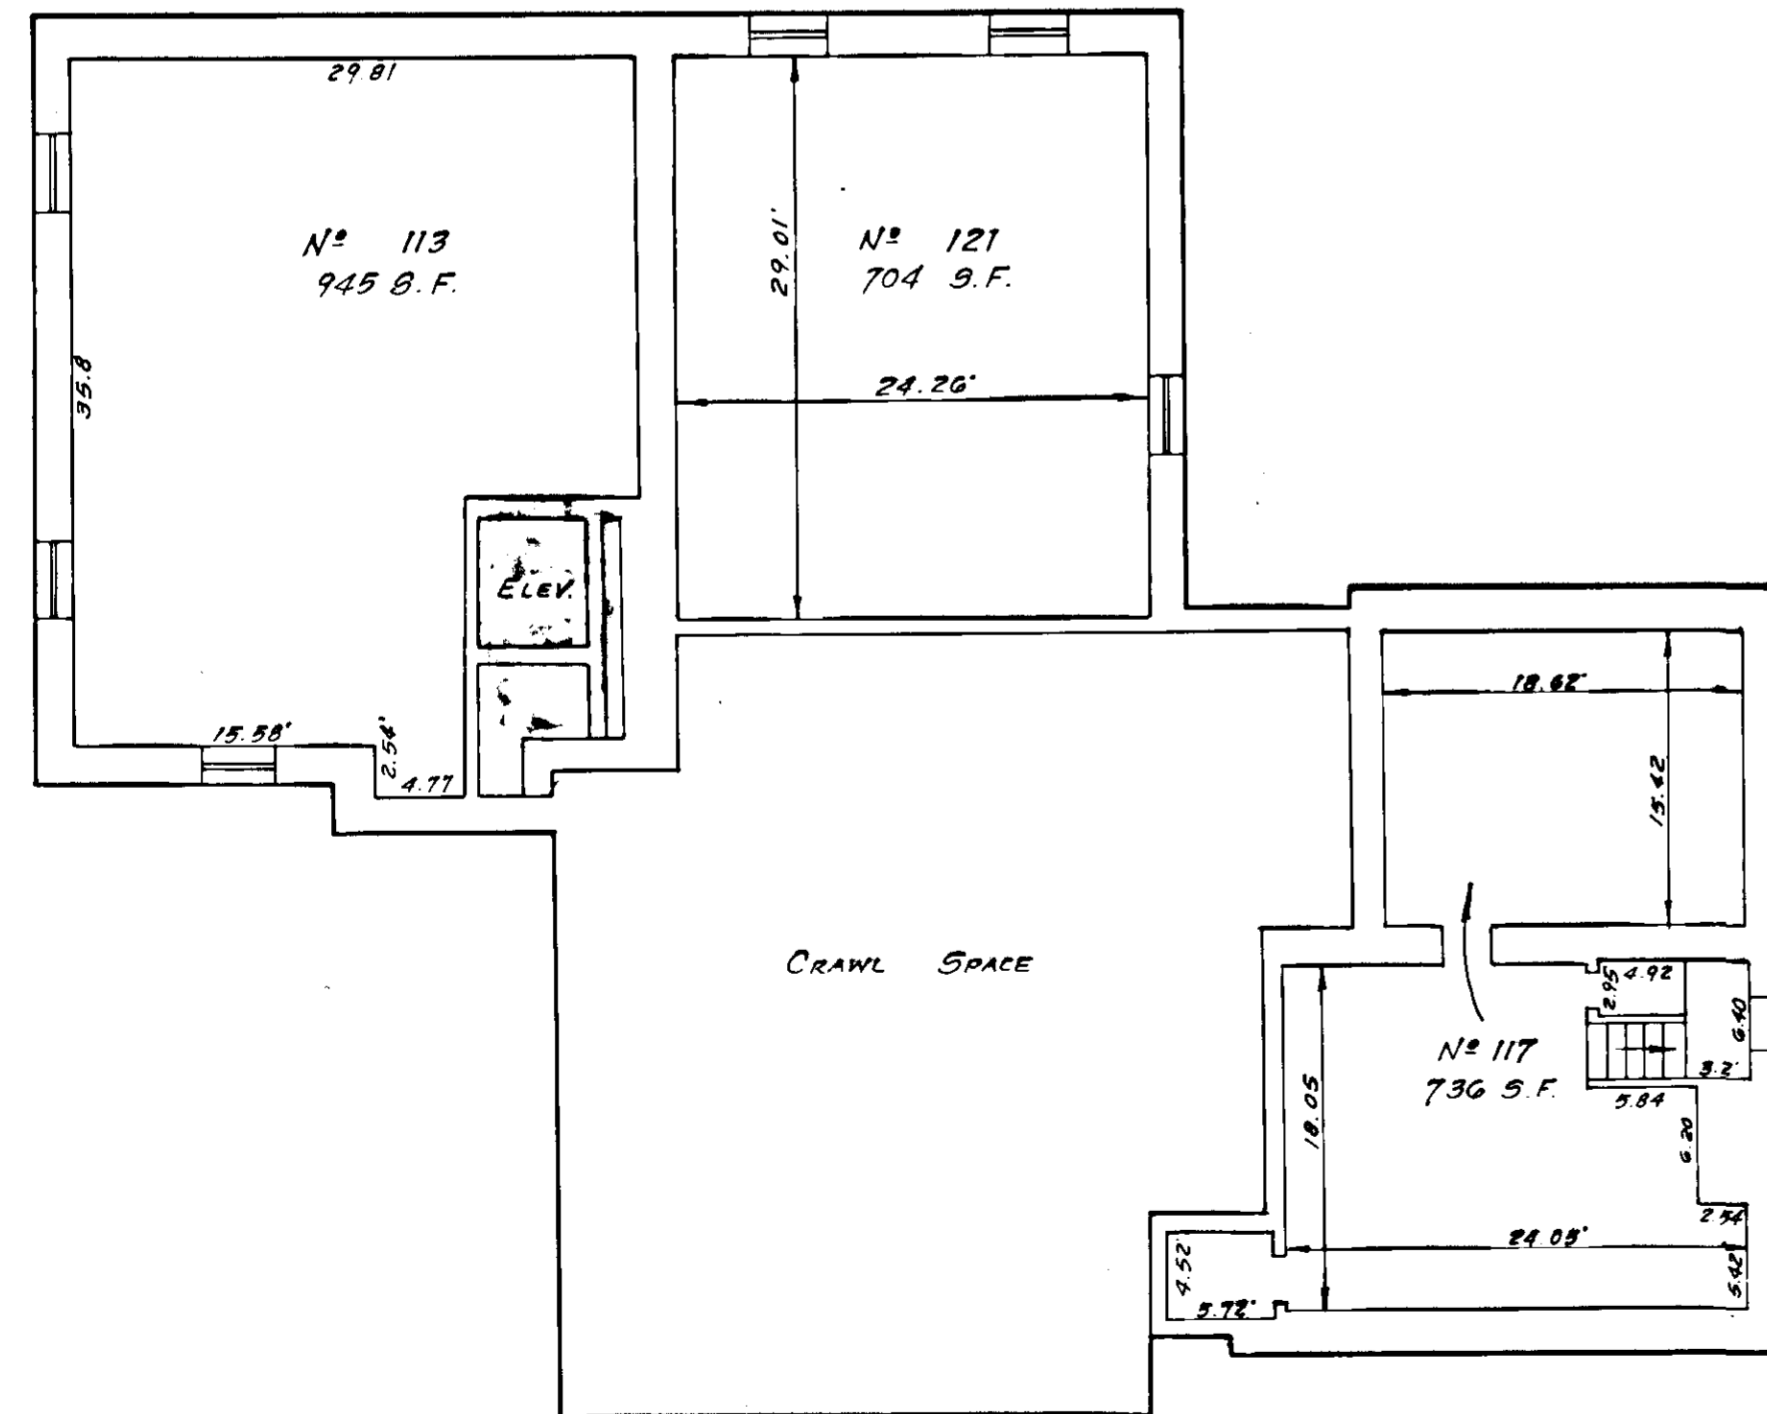 29.81
Nº 113
945 S.F.
35.8
15.58'
2.54'
4.77
ELEV.
29.01'
Nº 121
704 S.F.
24.26'
18.62'
15.42
CRAWL SPACE
2.95
4.92
6.40
3.2'
Nº 117
736 S.F.
5.84
6.20
18.05
2.54
24.05'
5.42
4.52
5.72'